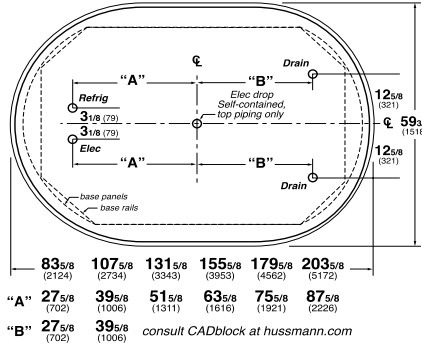 ℄
Drain
"A" "B"
Refrig
Elec drop
Self-contained,
top piping only
12 5/8
(321)
3 1/8 (79)
℄
3 1/8 (79)
Elec
12 5/8
(321)
"A" "B"
Drain
base panels
base rails
83 5/8 107 5/8 131 5/8 155 5/8 179 5/8 203 5/8
(2124) (2734) (3343) (3953) (4562) (5172)
"A" 27 5/8 39 5/8 51 5/8 63 5/8 75 5/8 87 5/8
(702) (1006) (1311) (1616) (1921) (2226)
"B" 27 5/8 39 5/8 consult CADblock at hussmann.com
(702) (1006)